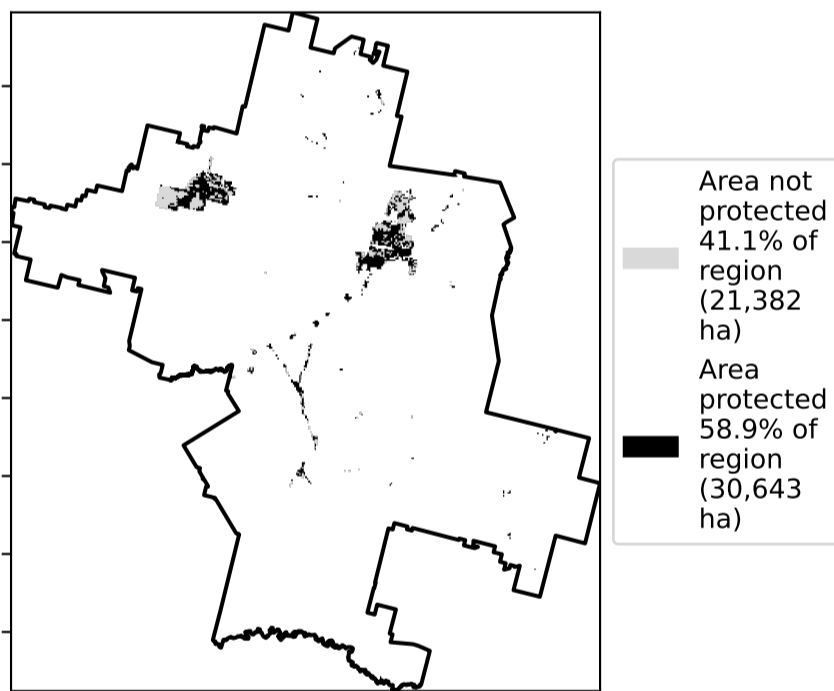 Area not
protected
41.1% of
region
(21,382
ha)
Area
protected
58.9% of
region
(30,643
ha)